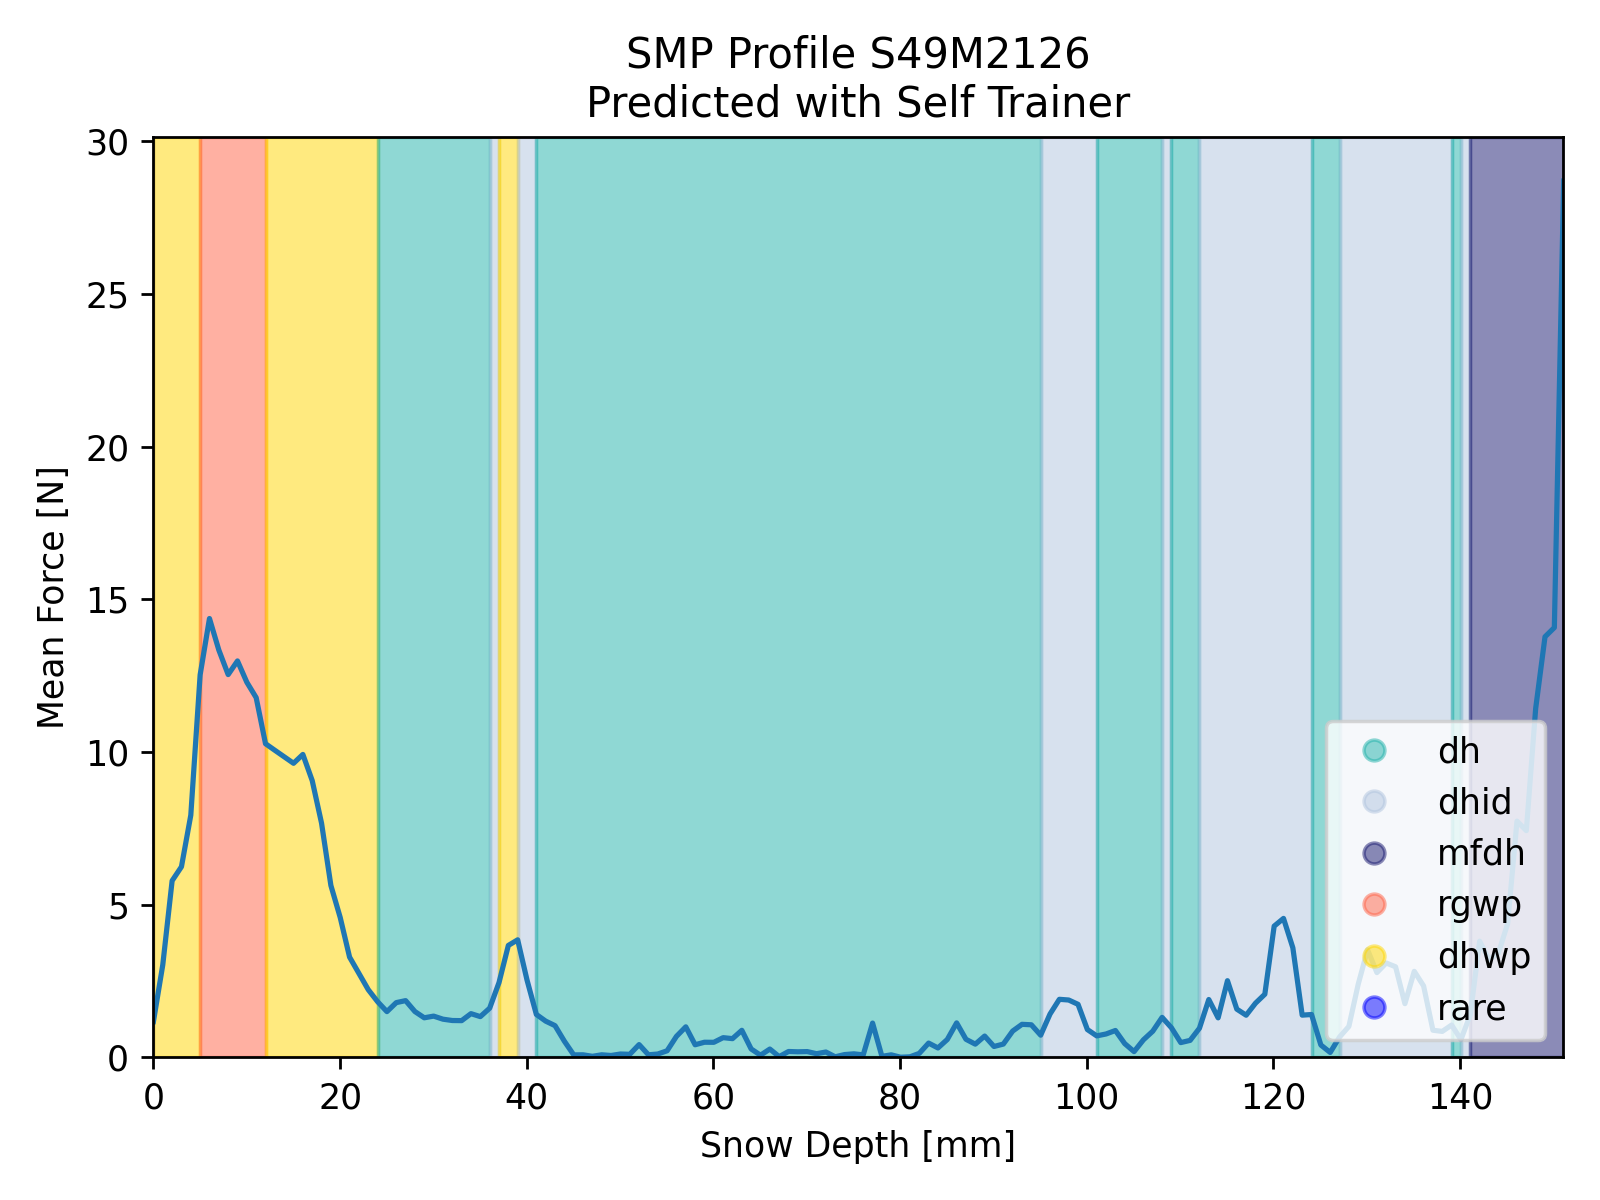 SMP Profile S49M2126
Predicted with Self Trainer
30
25
20
15
10
5
0
Mean Force [N]
0 20 40 60 80 100 120 140
Snow Depth [mm]
dh
dhid
mfdh
rgwp
dhwp
rare